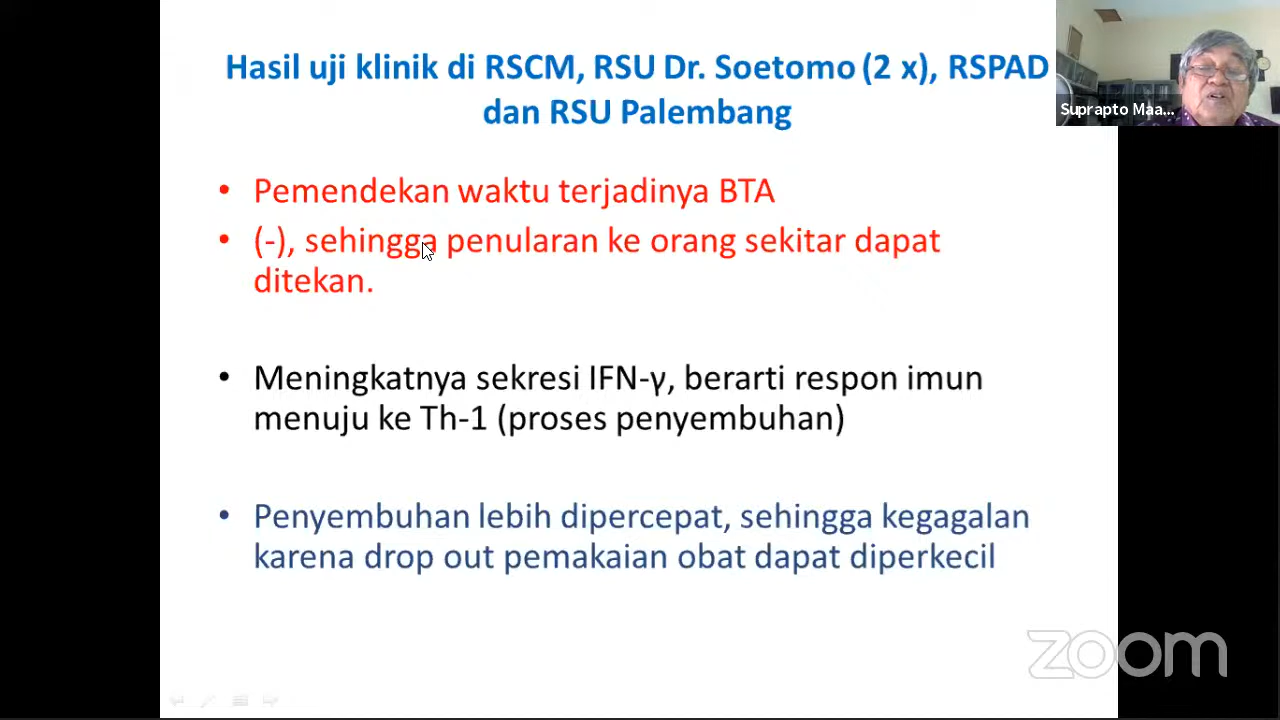 Hasil uji klinik di RSCM, RSU Dr. Soetomo (2 x), RSPAD
dan RSU Palembang
Suprapto Maa...
• Pemendekan waktu terjadinya BTA
• (-), sehingga penularan ke orang sekitar dapat
ditekan.
• Meningkatnya sekresi IFN-γ, berarti respon imun
menuju ke Th-1 (proses penyembuhan)
• Penyembuhan lebih dipercepat, sehingga kegagalan
karena drop out pemakaian obat dapat diperkecil
zoom